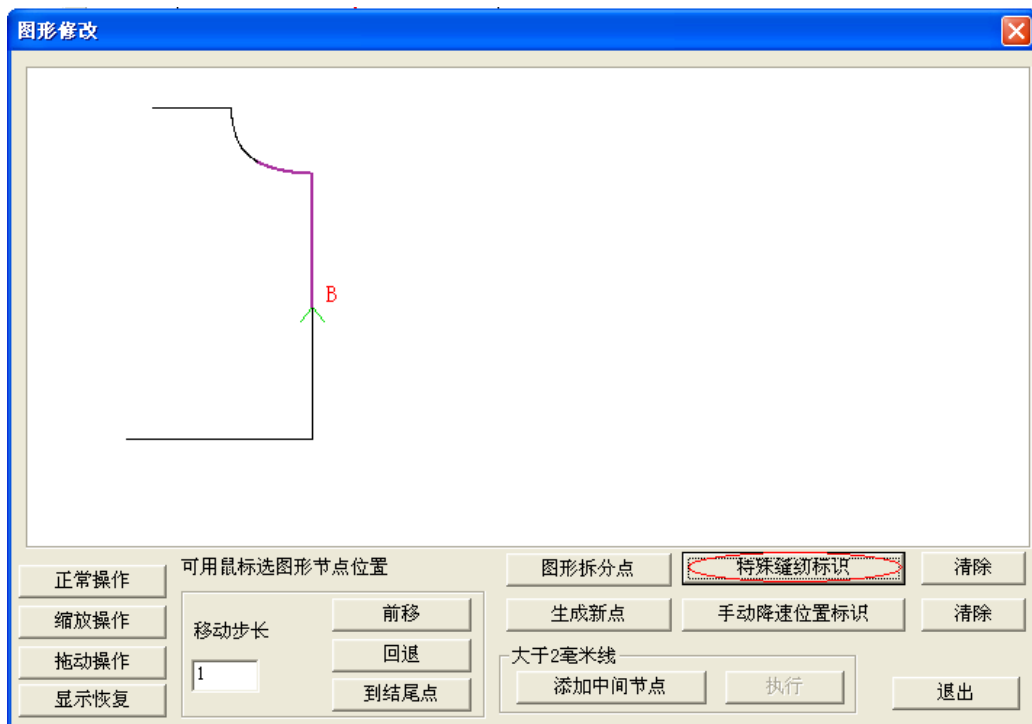 图形修改
B
正常操作
缩放操作
拖动操作
显示恢复
可用鼠标选图形节点位置
移动步长
1
前移
回退
到结尾点
图形拆分点
特殊缝纫标识
清除
生成新点
手动降速位置标识
清除
大于2毫米线
添加中间节点
执行
退出